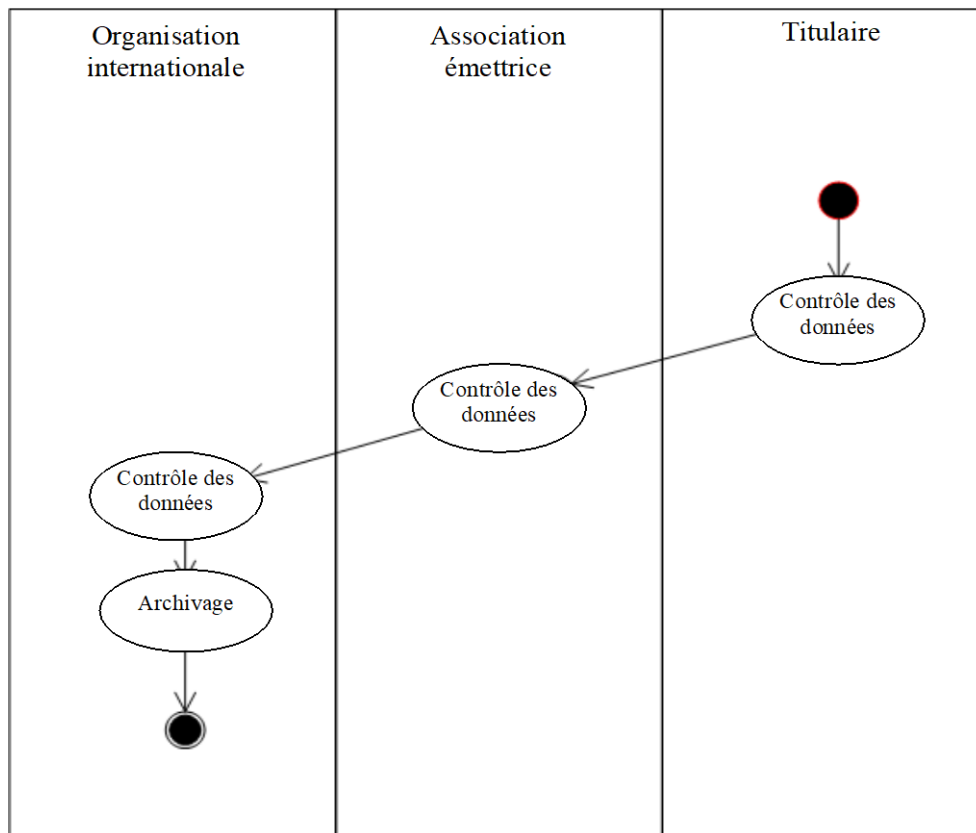 Organisation
internationale
Association
émettrice
Titulaire
Contrôle des
données
Contrôle des
données
Contrôle des
données
Archivage